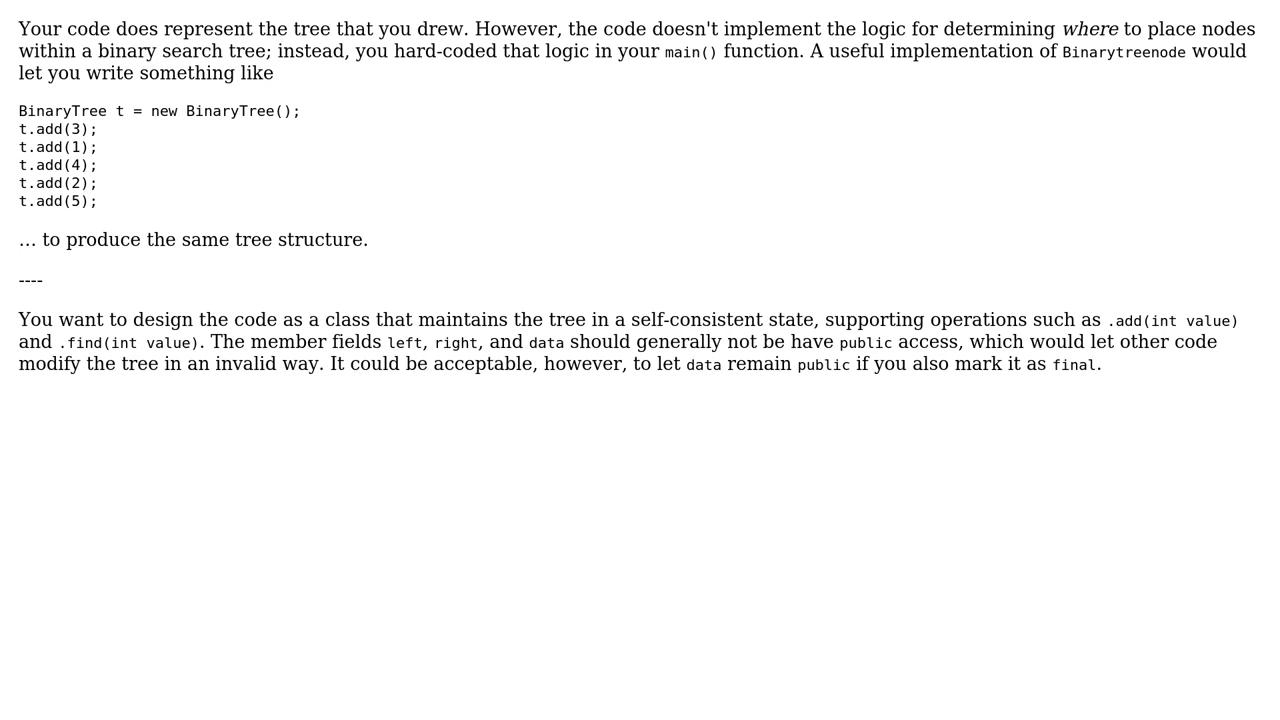 Your code does represent the tree that you drew. However, the code doesn't implement the logic for determining where to place nodes
within a binary search tree; instead, you hard-coded that logic in your main() function. A useful implementation of Binarytreenode would
let you write something like
BinaryTree t = new BinaryTree();
t.add(3);
t.add(1);
t.add(4);
t.add(2);
t.add(5);
… to produce the same tree structure.
----
You want to design the code as a class that maintains the tree in a self-consistent state, supporting operations such as .add(int value)
and .find(int value). The member fields left, right, and data should generally not be have public access, which would let other code
modify the tree in an invalid way. It could be acceptable, however, to let data remain public if you also mark it as final.